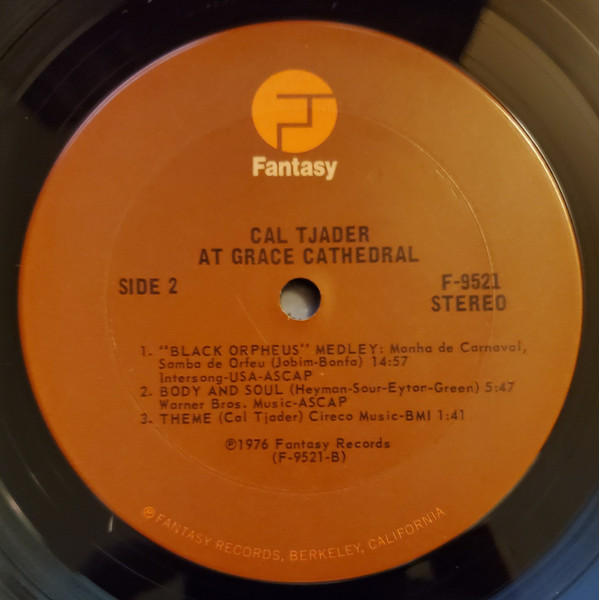 Fantasy
CAL TJADER
AT GRACE CATHEDRAL
SIDE 2
F-9521
STEREO
1. "BLACK ORPHEUS" MEDLEY: Manha de Carnaval,
Samba de Orfeu (Jobim-Bonfa) 14:57
Intersong-USA-ASCAP
2. BODY AND SOUL (Heyman-Sour-Eyton-Green) 5:47
Warner Bros. Music-ASCAP
3. THEME (Cal Tjader) Cireco Music-BMI 1:41
℗1976 Fantasy Records
(F-9521-B)
℗ FANTASY RECORDS, BERKELEY, CALIFORNIA